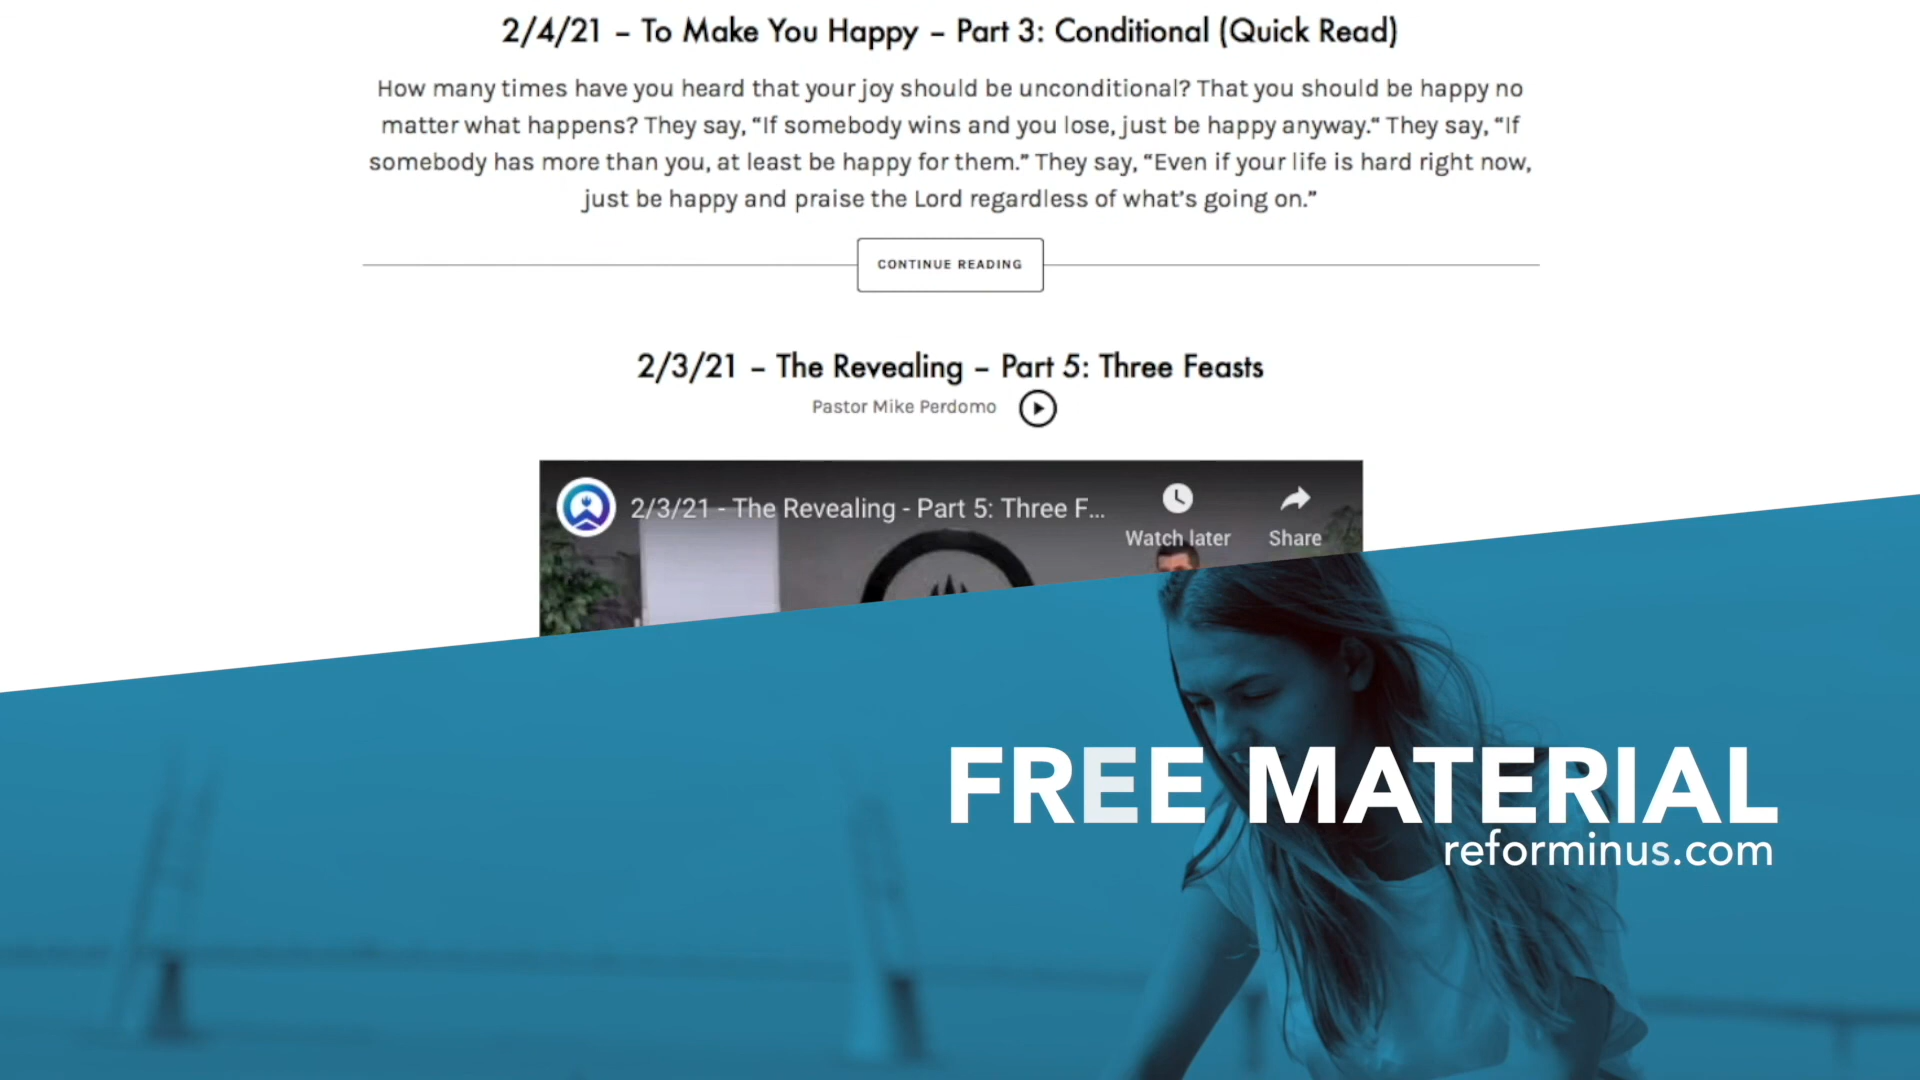 2/4/21 – To Make You Happy – Part 3: Conditional (Quick Read)
How many times have you heard that your joy should be unconditional? That you should be happy no
matter what happens? They say, “If somebody wins and you lose, just be happy anyway.“ They say, “If
somebody has more than you, at least be happy for them.” They say, “Even if your life is hard right now,
just be happy and praise the Lord regardless of what’s going on.”
CONTINUE READING
2/3/21 – The Revealing – Part 5: Three Feasts
Pastor Mike Perdomo
2/3/21 - The Revealing - Part 5: Three F...
Watch later
Share
FREE MATERIAL
reforminus.com